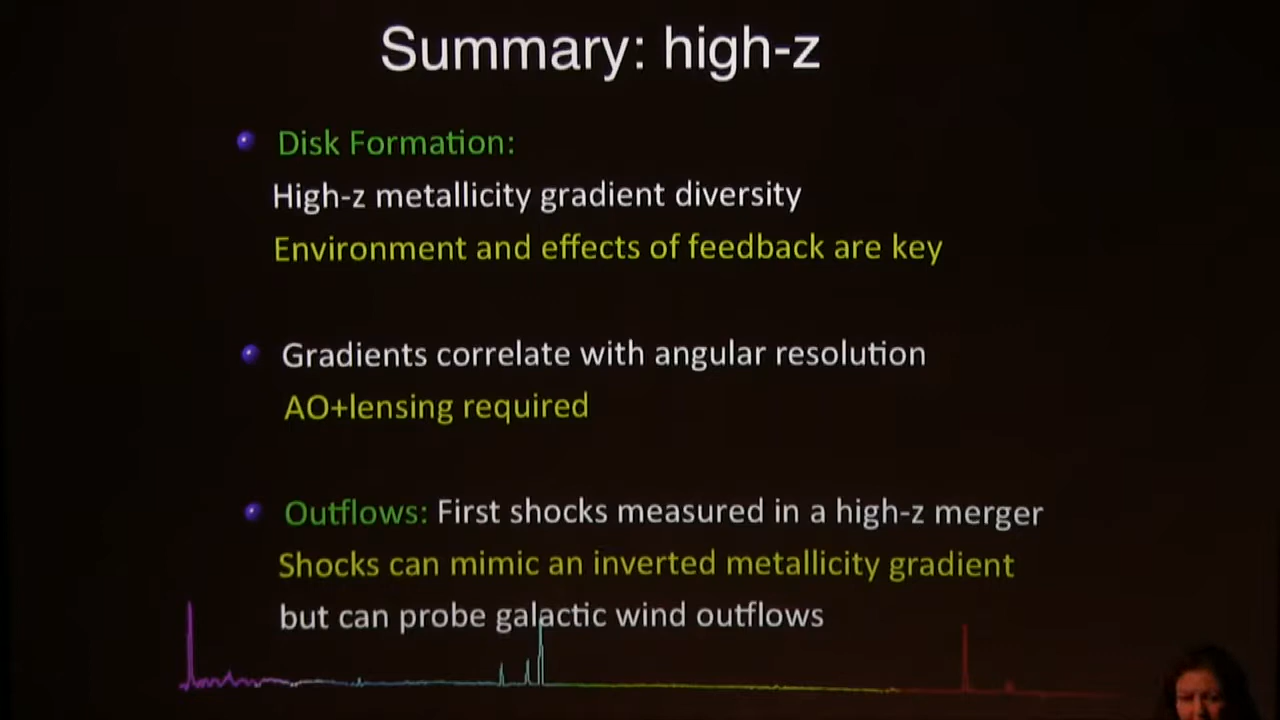 Summary: high-z
Disk Formation:
High-z metallicity gradient diversity
Environment and effects of feedback are key
Gradients correlate with angular resolution
AO+lensing required
Outflows: First shocks measured in a high-z merger
Shocks can mimic an inverted metallicity gradient
but can probe galactic wind outflows